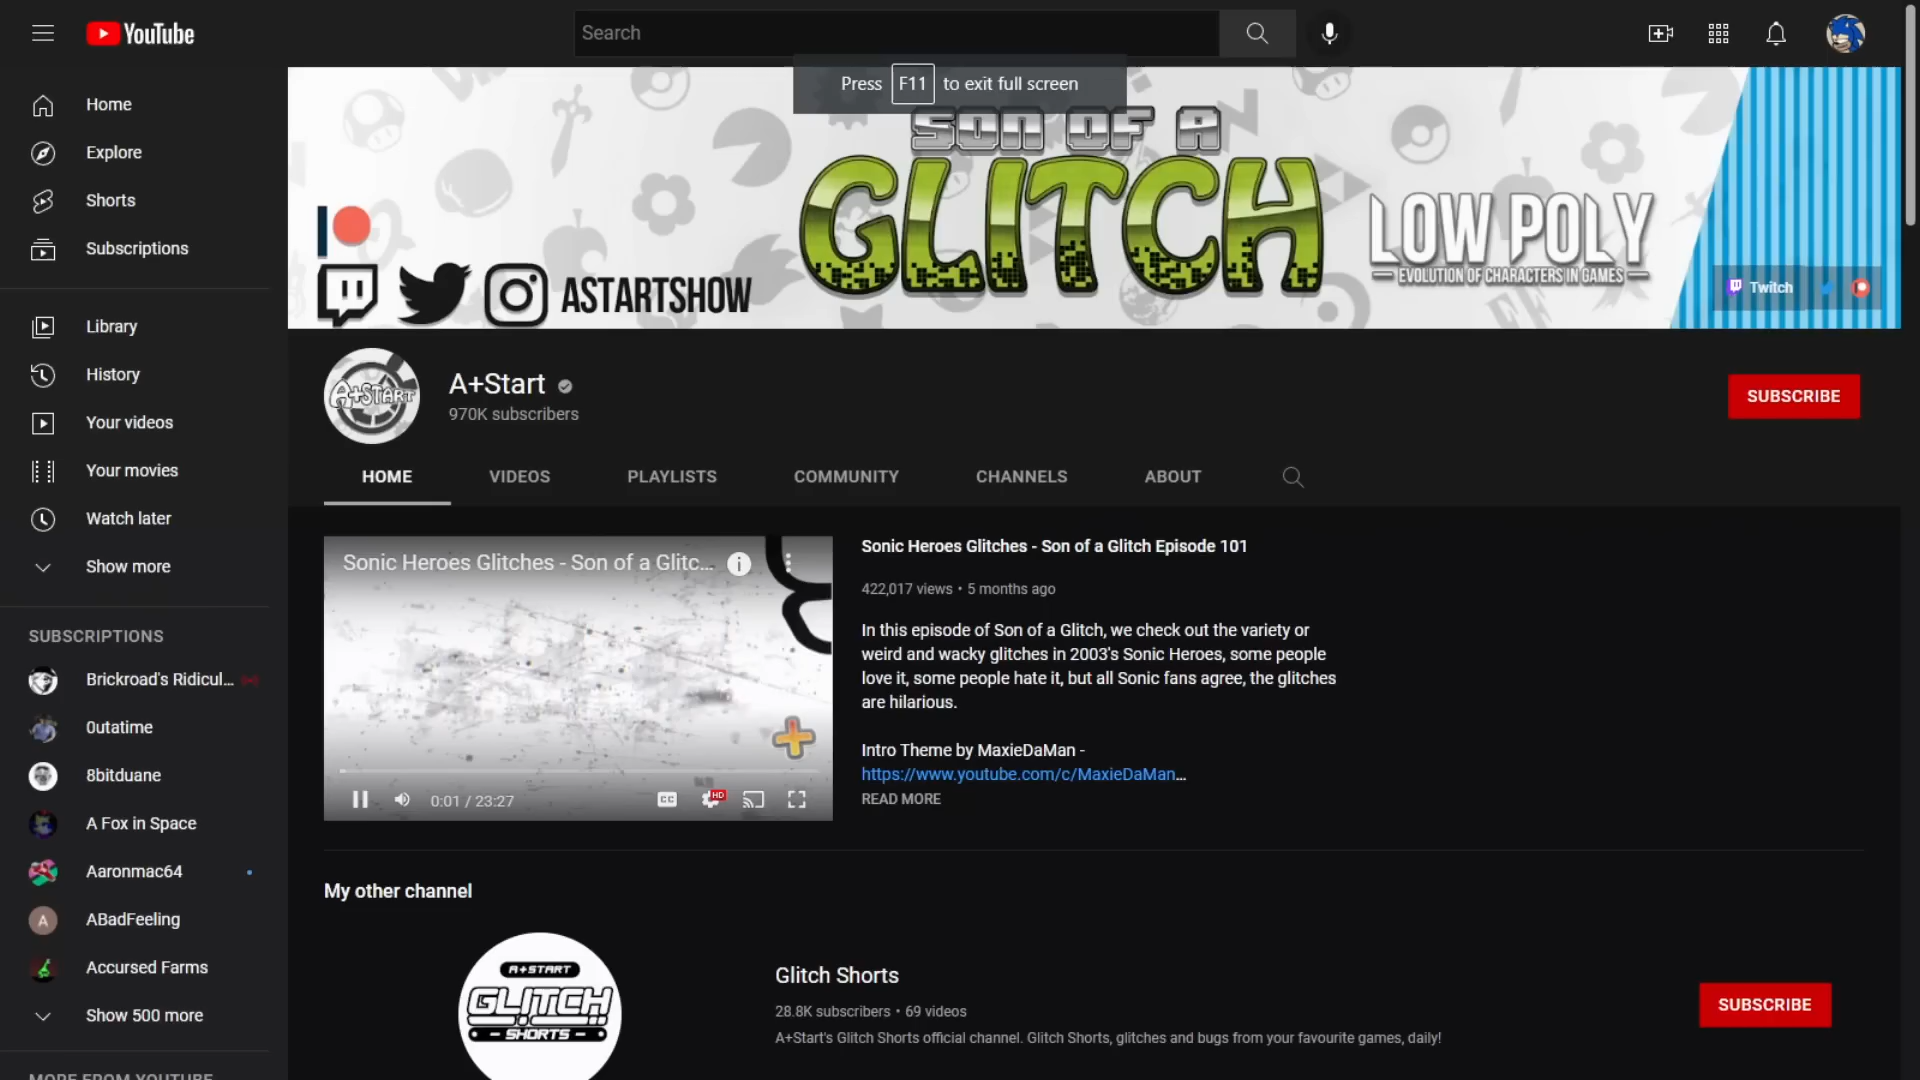 YouTube
Search
Press F11 to exit full screen
Home
Explore
Shorts
Subscriptions
Library
History
Your videos
Your movies
Watch later
Show more
SUBSCRIPTIONS
Brickroad's Ridicul...
0utatime
8bitduane
A Fox in Space
Aaronmac64
A
ABadFeeling
Accursed Farms
Show 500 more
MORE FROM YOUTUBE
SON OF A
GLITCH
LOW POLY
EVOLUTION OF CHARACTERS IN GAMES
ASTARTSHOW
Twitch
A+START
A+Start
970K subscribers
SUBSCRIBE
HOME
VIDEOS
PLAYLISTS
COMMUNITY
CHANNELS
ABOUT
Sonic Heroes Glitches - Son of a Glitc...
0:01 / 23:27
CC
HD
Sonic Heroes Glitches - Son of a Glitch Episode 101
422,017 views • 5 months ago
In this episode of Son of a Glitch, we check out the variety or
weird and wacky glitches in 2003's Sonic Heroes, some people
love it, some people hate it, but all Sonic fans agree, the glitches
are hilarious.
Intro Theme by MaxieDaMan -
https://www.youtube.com/c/MaxieDaMan...
READ MORE
My other channel
A+START
GLITCH
SHORTS
Glitch Shorts
28.8K subscribers • 69 videos
A+Start's Glitch Shorts official channel. Glitch Shorts, glitches and bugs from your favourite games, daily!
SUBSCRIBE